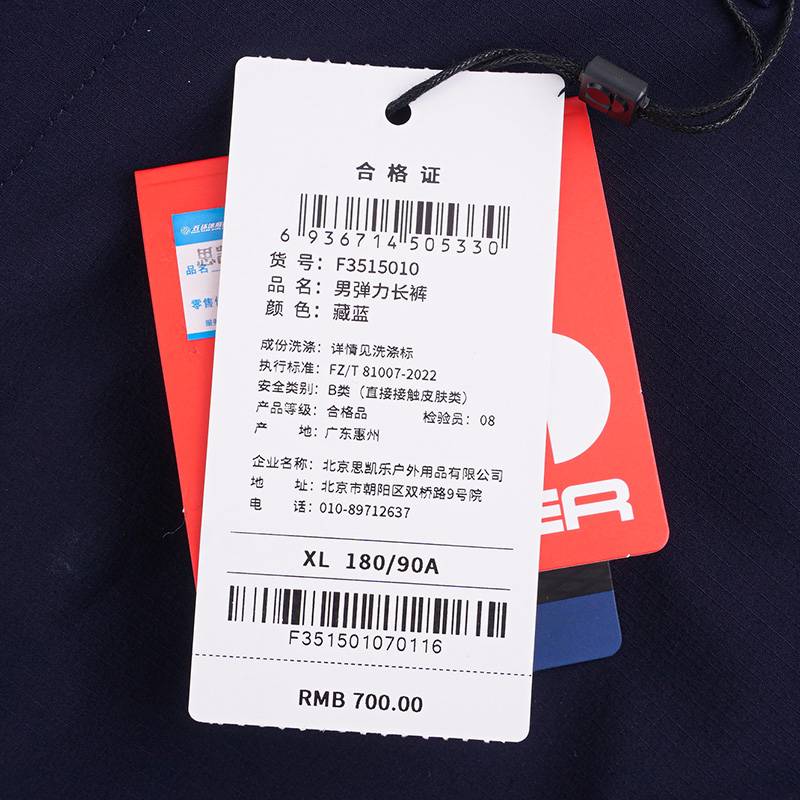 合格证
6 936714 505330
货 号：F3515010
品 名：男弹力长裤
颜 色：藏蓝
成份洗涤：详情见洗涤标
执行标准：FZ/T 81007-2022
安全类别：B类（直接接触皮肤类）
产品等级：合格品 检验员：08
产 地：广东惠州
企业名称：北京思凯乐户外用品有限公司
地 址：北京市朝阳区双桥路9号院
电 话：010-89712637
XL 180/90A
F351501070116
RMB 700.00
品名
零售
ER